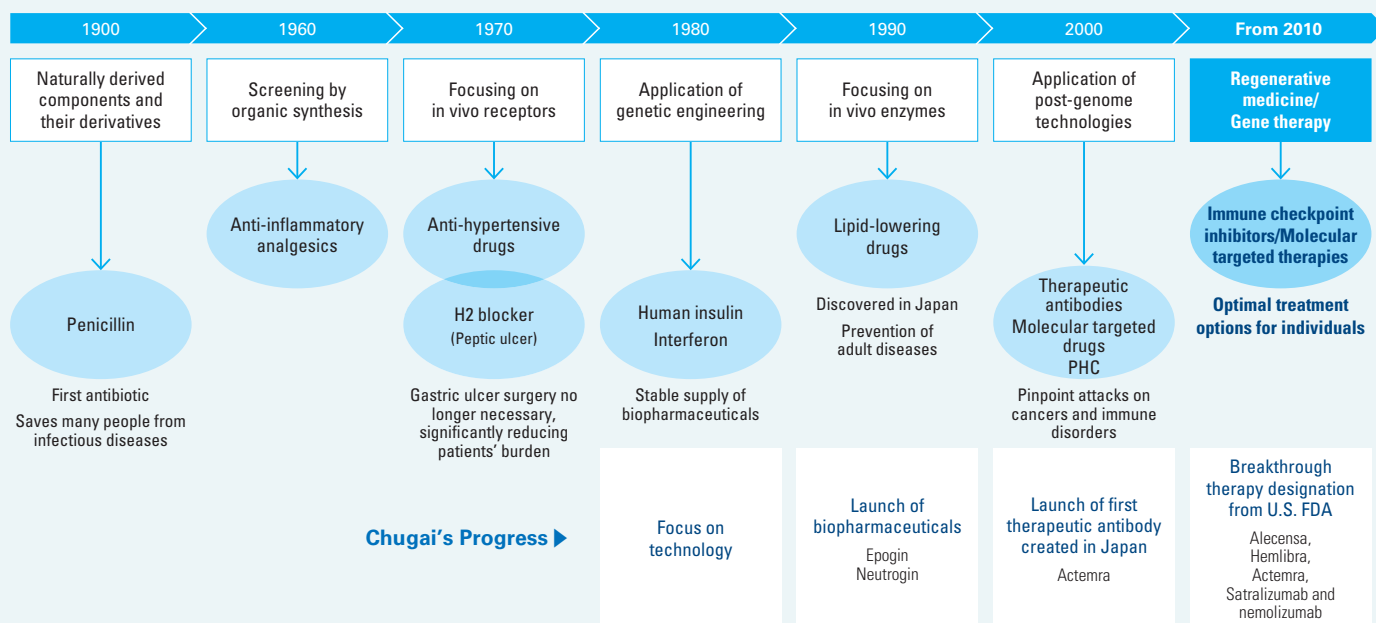 1900
1960
1970
1980
1990
2000
From 2010
Naturally derived
components and
their derivatives
Screening by
organic synthesis
Focusing on
in vivo receptors
Application of
genetic engineering
Focusing on
in vivo enzymes
Application of
post-genome
technologies
Regenerative
medicine/
Gene therapy
Penicillin
First antibiotic
Saves many people from
infectious diseases
Anti-inflammatory
analgesics
Anti-hypertensive
drugs
H2 blocker
(Peptic ulcer)
Gastric ulcer surgery no
longer necessary,
significantly reducing
patients' burden
Human insulin
Interferon
Stable supply of
biopharmaceuticals
Lipid-lowering
drugs
Discovered in Japan
Prevention of
adult diseases
Therapeutic
antibodies
Molecular targeted
drugs
PHC
Pinpoint attacks on
cancers and immune
disorders
Immune checkpoint
inhibitors/Molecular
targeted therapies
Optimal treatment
options for individuals
Chugai's Progress ▶
Focus on
technology
Launch of
biopharmaceuticals
Epogin
Neutrogin
Launch of first
therapeutic antibody
created in Japan
Actemra
Breakthrough
therapy designation
from U.S. FDA
Alecensa,
Hemlibra,
Actemra,
Satralizumab and
nemolizumab